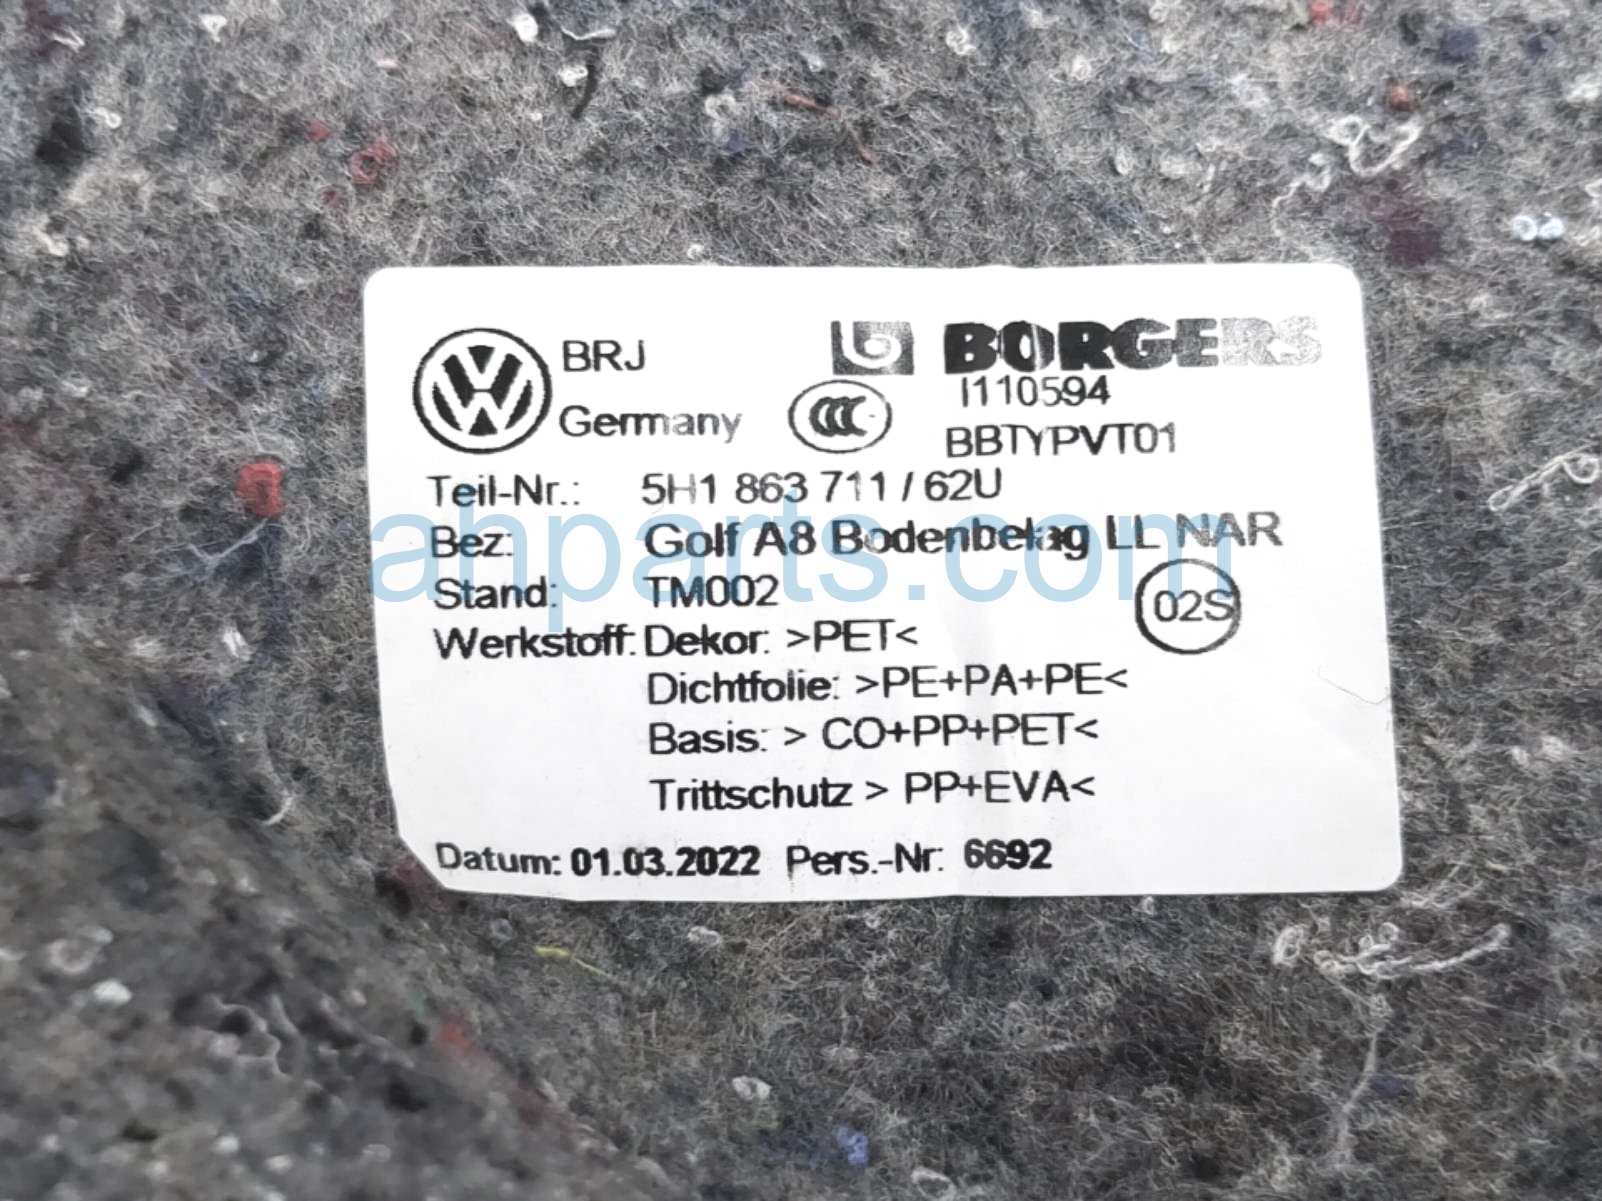 BRJ
Germany
BORGERS
I110594
BBTYPVT01
Teil-Nr.: 5H1 863 711 / 62U
Bez: Golf A8 Bodenbelag LL NAR
Stand: TM002
02S
Werkstoff: Dekor: >PET<
Dichtfolie: >PE+PA+PE<
Basis: > CO+PP+PET<
Trittschutz > PP+EVA<
Datum: 01.03.2022 Pers.-Nr: 6692
ahparts.com